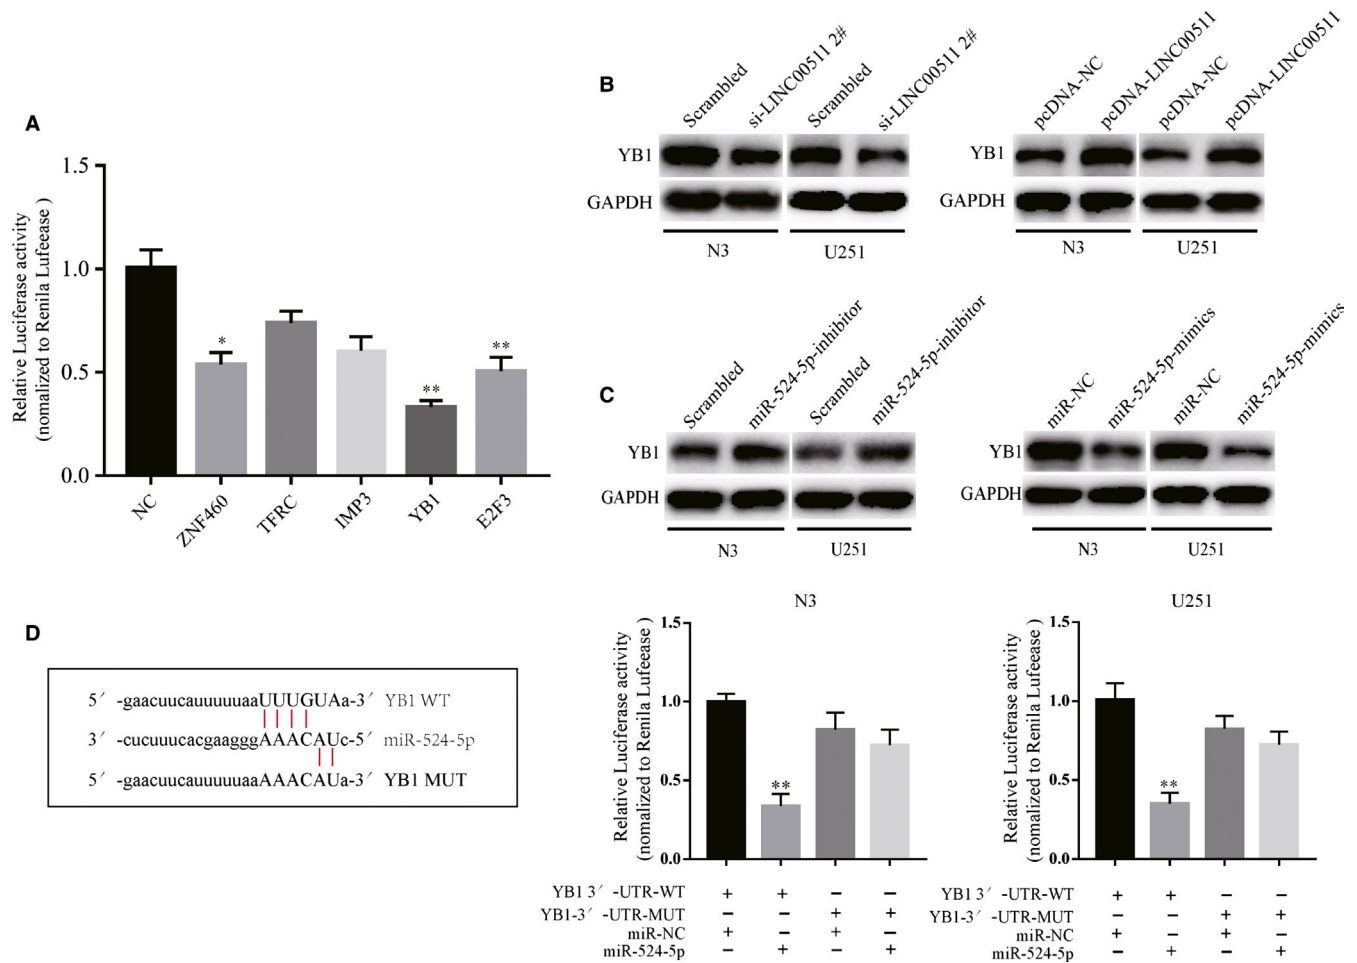 A
1.5
1.0
0.5
0.0
Relative Luciferase activity
(nomalized to Renila Lufeease)
*
**
**
NC
ZNF460
TFRC
IMP3
YB1
E2F3
B
Scrambled
si-LINC00511 2#
Scrambled
si-LINC00511 2#
YB1
GAPDH
N3
U251
pcDNA-NC
pcDNA-LINC00511
pcDNA-NC
pcDNA-LINC00511
YB1
GAPDH
N3
U251
C
Scrambled
miR-524-5p-inhibitor
Scrambled
miR-524-5p-inhibitor
YB1
GAPDH
N3
U251
miR-NC
miR-524-5p-mimics
miR-NC
miR-524-5p-mimics
YB1
GAPDH
N3
U251
D
5′ -gaacuucauuuuuaaUUUGUAa-3′ YB1 WT
3′ -cucuuucacgaagggAAACAUc-5′ miR-524-5p
5′ -gaacuucauuuuuaaAAACAUa-3′ YB1 MUT
N3
1.5
1.0
0.5
0.0
Relative Luciferase activity
(nomalized to Renila Lufeease)
**
YB1 3′ -UTR-WT + + − −
YB1-3′ -UTR-MUT − − + +
miR-NC + − + −
miR-524-5p − + − +
U251
1.5
1.0
0.5
0.0
Relative Luciferase activity
(nomalized to Renila Lufeease)
**
YB1 3′ -UTR-WT + + − −
YB1-3′ -UTR-MUT − − + +
miR-NC + − + −
miR-524-5p − + − +